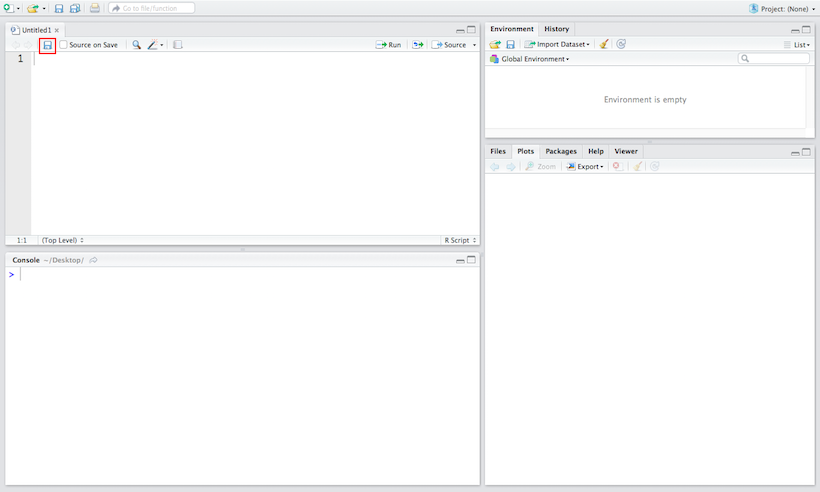 Go to file/function
Project: (None)
Untitled1
Source on Save
Run
Source
1
1:1
(Top Level)
R Script
Console ~/Desktop/
>
Environment
History
Import Dataset
List
Global Environment
Environment is empty
Files
Plots
Packages
Help
Viewer
Zoom
Export